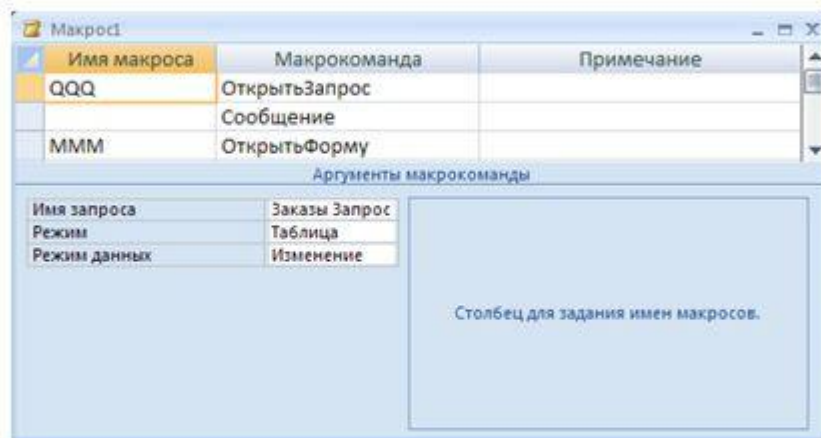 Макрос1
Имя макроса Макрокоманда Примечание
QQQ ОткрытьЗапрос
Сообщение
МММ ОткрытьФорму
Аргументы макрокоманды
Имя запроса Заказы Запрос
Режим Таблица
Режим данных Изменение
Столбец для задания имен макросов.